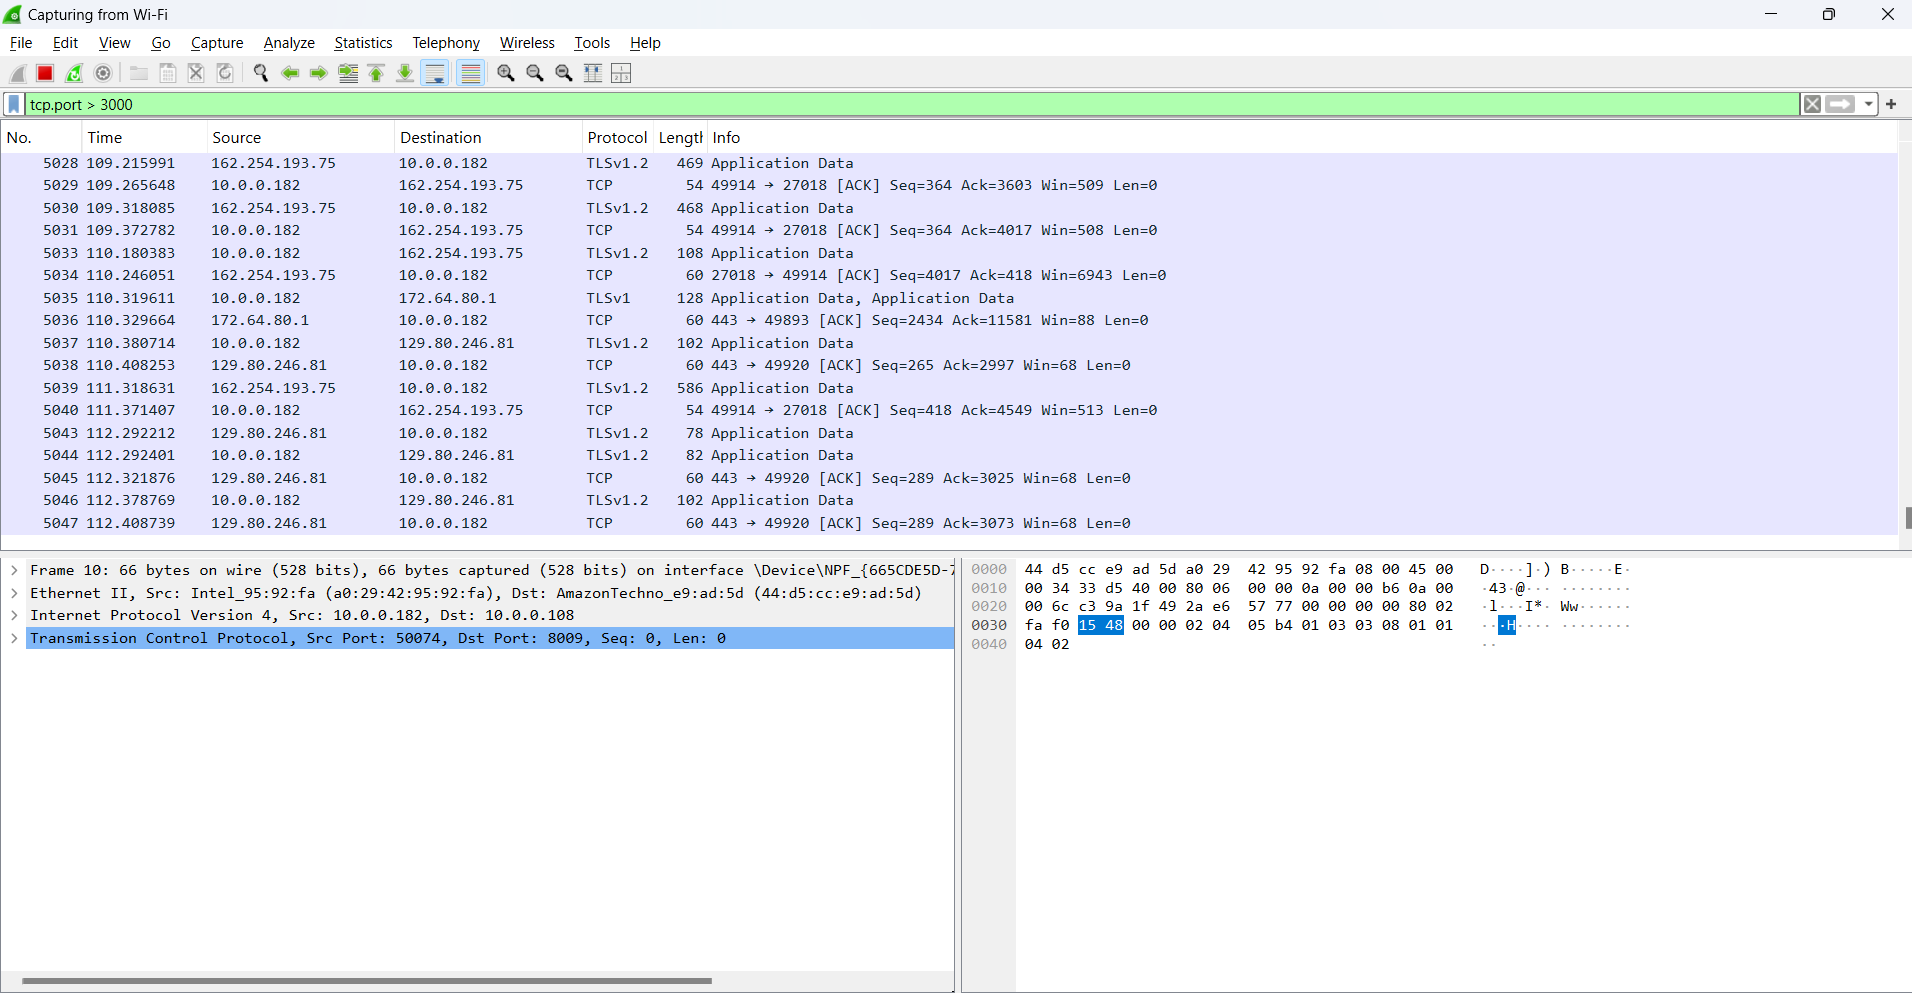 Capturing from Wi-Fi
File Edit View Go Capture Analyze Statistics Telephony Wireless Tools Help
tcp.port > 3000
No. Time Source Destination Protocol Length Info
5028 109.215991 162.254.193.75 10.0.0.182 TLSv1.2 469 Application Data
5029 109.265648 10.0.0.182 162.254.193.75 TCP 54 49914 → 27018 [ACK] Seq=364 Ack=3603 Win=509 Len=0
5030 109.318085 162.254.193.75 10.0.0.182 TLSv1.2 468 Application Data
5031 109.372782 10.0.0.182 162.254.193.75 TCP 54 49914 → 27018 [ACK] Seq=364 Ack=4017 Win=508 Len=0
5033 110.180383 10.0.0.182 162.254.193.75 TLSv1.2 108 Application Data
5034 110.246051 162.254.193.75 10.0.0.182 TCP 60 27018 → 49914 [ACK] Seq=4017 Ack=418 Win=6943 Len=0
5035 110.319611 10.0.0.182 172.64.80.1 TLSv1 128 Application Data, Application Data
5036 110.329664 172.64.80.1 10.0.0.182 TCP 60 443 → 49893 [ACK] Seq=2434 Ack=11581 Win=88 Len=0
5037 110.380714 10.0.0.182 129.80.246.81 TLSv1.2 102 Application Data
5038 110.408253 129.80.246.81 10.0.0.182 TCP 60 443 → 49920 [ACK] Seq=265 Ack=2997 Win=68 Len=0
5039 111.318631 162.254.193.75 10.0.0.182 TLSv1.2 586 Application Data
5040 111.371407 10.0.0.182 162.254.193.75 TCP 54 49914 → 27018 [ACK] Seq=418 Ack=4549 Win=513 Len=0
5043 112.292212 129.80.246.81 10.0.0.182 TLSv1.2 78 Application Data
5044 112.292401 10.0.0.182 129.80.246.81 TLSv1.2 82 Application Data
5045 112.321876 129.80.246.81 10.0.0.182 TCP 60 443 → 49920 [ACK] Seq=289 Ack=3025 Win=68 Len=0
5046 112.378769 10.0.0.182 129.80.246.81 TLSv1.2 102 Application Data
5047 112.408739 129.80.246.81 10.0.0.182 TCP 60 443 → 49920 [ACK] Seq=289 Ack=3073 Win=68 Len=0
Frame 10: 66 bytes on wire (528 bits), 66 bytes captured (528 bits) on interface \Device\NPF_{665CDE5D-7
Ethernet II, Src: Intel_95:92:fa (a0:29:42:95:92:fa), Dst: AmazonTechno_e9:ad:5d (44:d5:cc:e9:ad:5d)
Internet Protocol Version 4, Src: 10.0.0.182, Dst: 10.0.0.108
Transmission Control Protocol, Src Port: 50074, Dst Port: 8009, Seq: 0, Len: 0
0000 44 d5 cc e9 ad 5d a0 29 42 95 92 fa 08 00 45 00 D····]·) B·····E·
0010 00 34 33 d5 40 00 80 06 00 00 0a 00 00 b6 0a 00 ·43·@··· ········
0020 00 6c c3 9a 1f 49 2a e6 57 77 00 00 00 00 80 02 ·l···I*· Ww······
0030 fa f0 15 48 00 00 02 04 05 b4 01 03 03 08 01 01 ···H···· ········
0040 04 02 ··